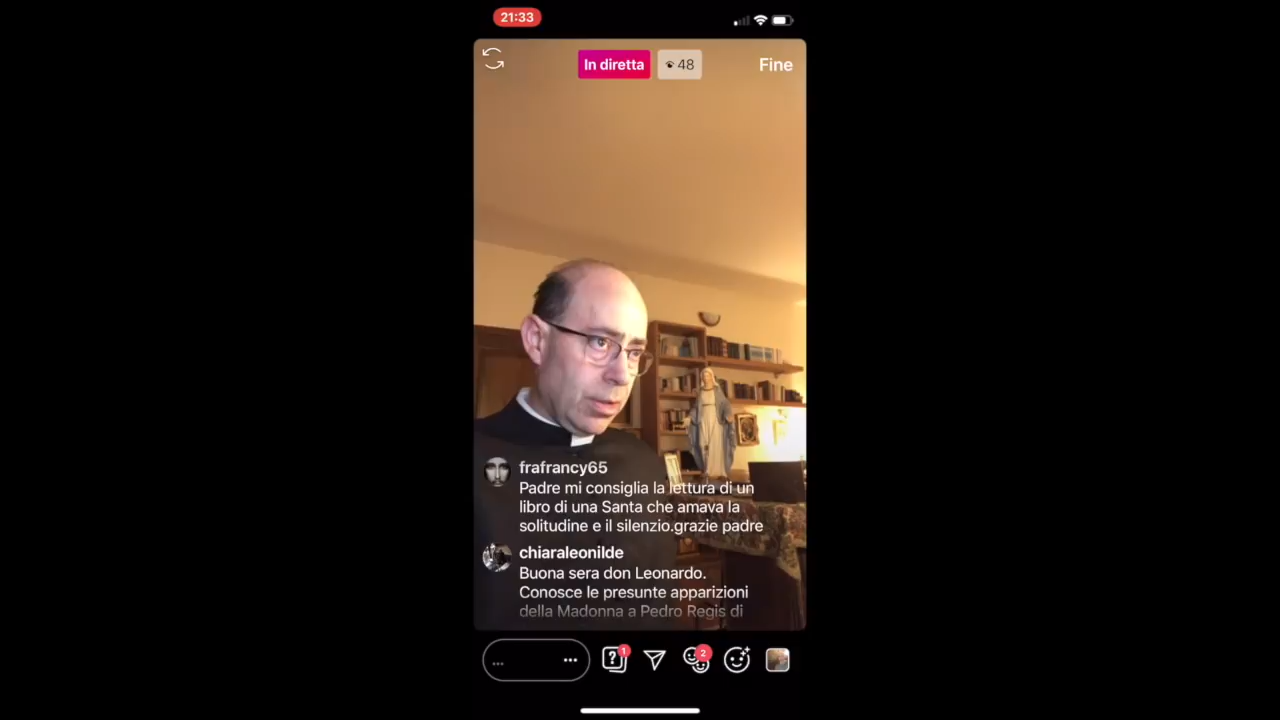 21:33
In diretta
48
Fine
frafrancy65
Padre mi consiglia la lettura di un
libro di una Santa che amava la
solitudine e il silenzio.grazie padre
chiaraleonilde
Buona sera don Leonardo.
Conosce le presunte apparizioni
della Madonna a Pedro Regis di
...
1
2